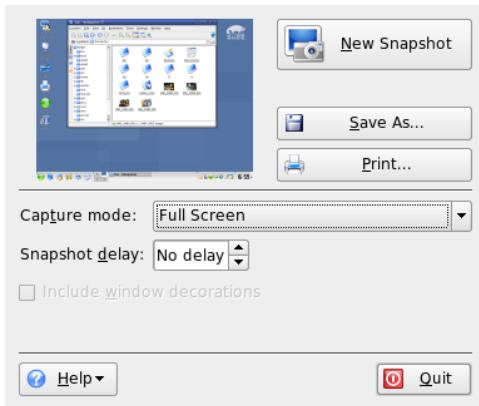 New Snapshot
Save As...
Print...
Capture mode: Full Screen
Snapshot delay: No delay
Include window decorations
Help
Quit